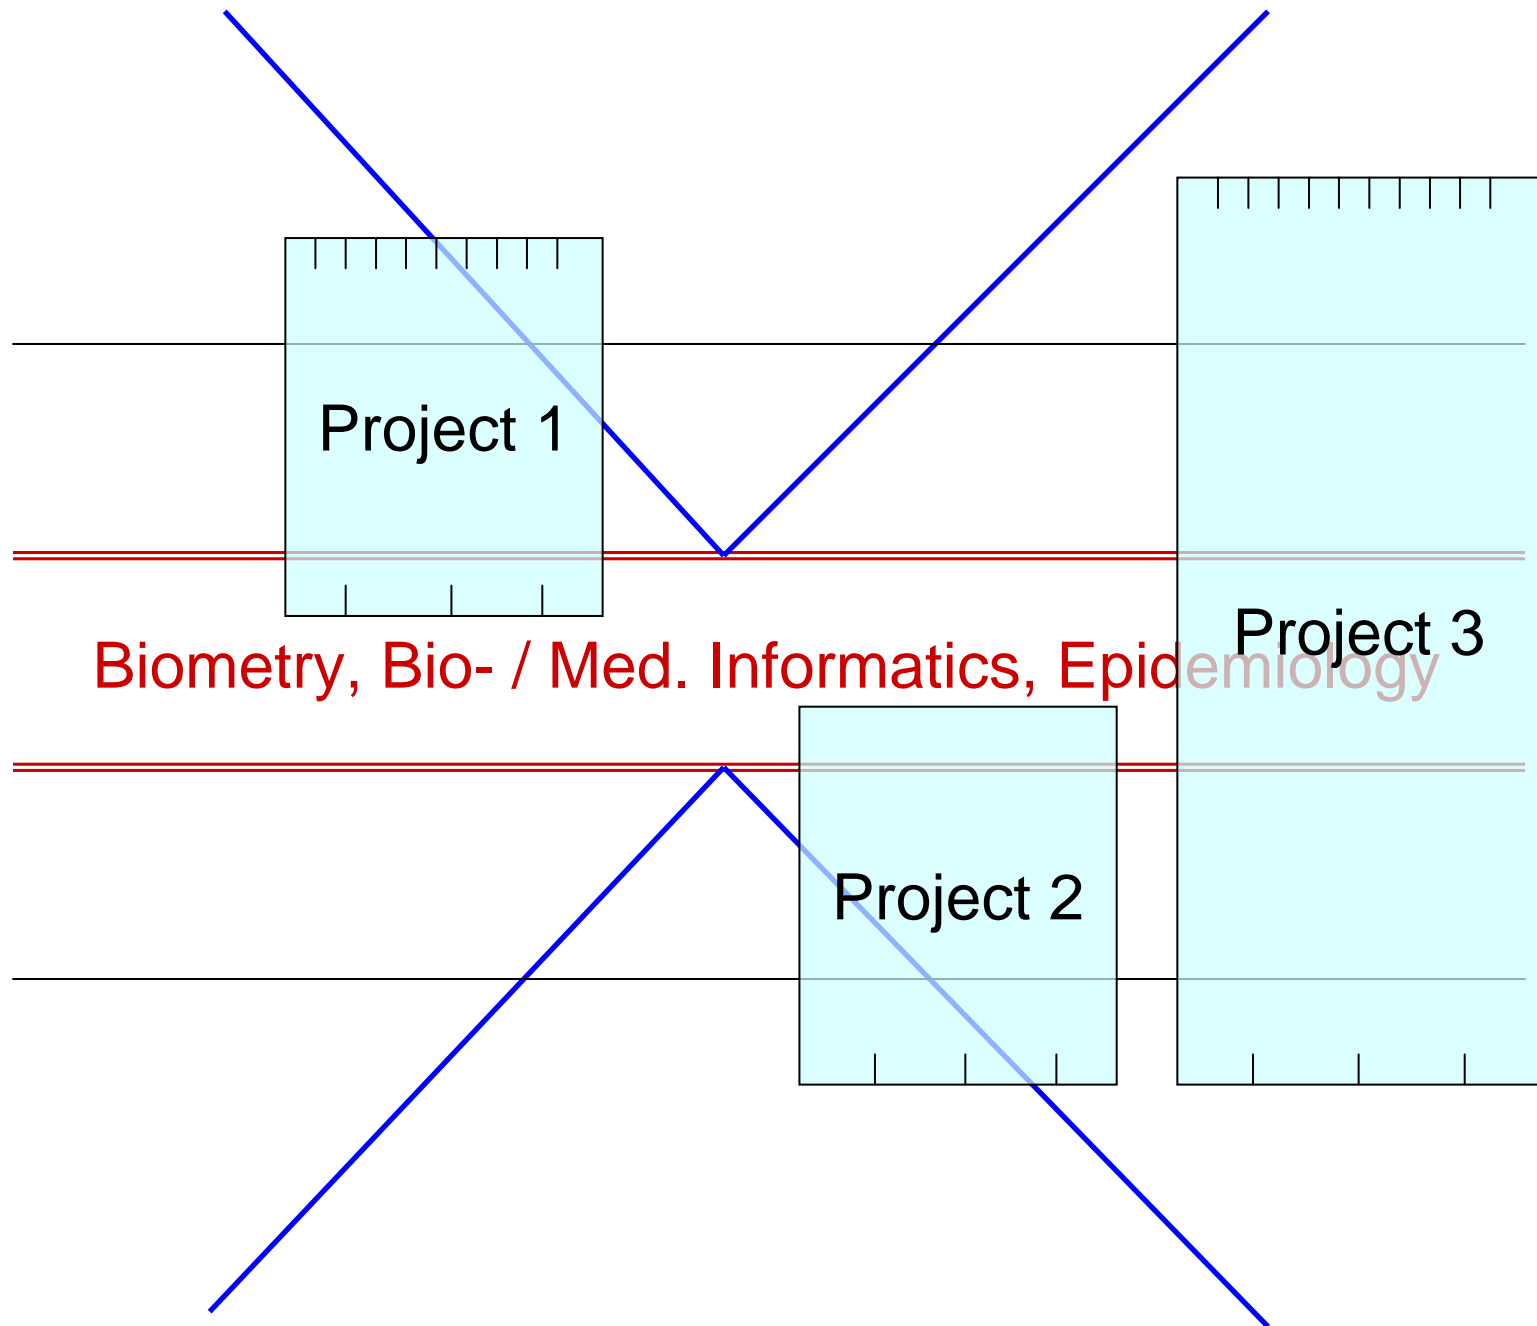 Project 1
Project 3
Biometry, Bio- / Med. Informatics, Epidemiology
Project 2